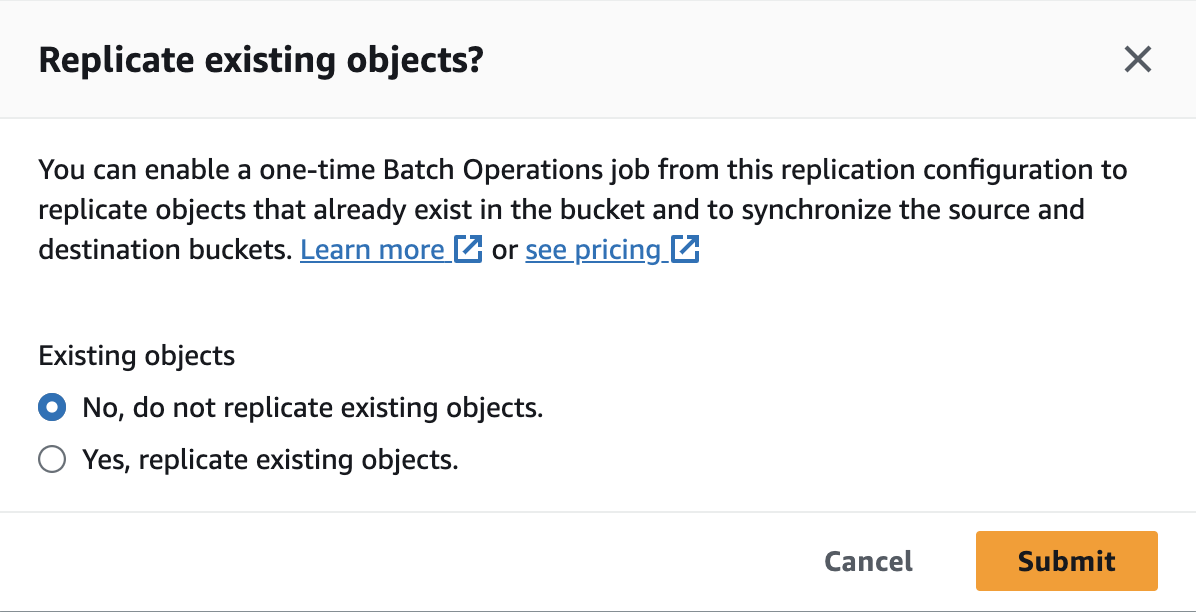 Replicate existing objects?
You can enable a one-time Batch Operations job from this replication configuration to
replicate objects that already exist in the bucket and to synchronize the source and
destination buckets. Learn more or see pricing
Existing objects
No, do not replicate existing objects.
Yes, replicate existing objects.
Cancel Submit